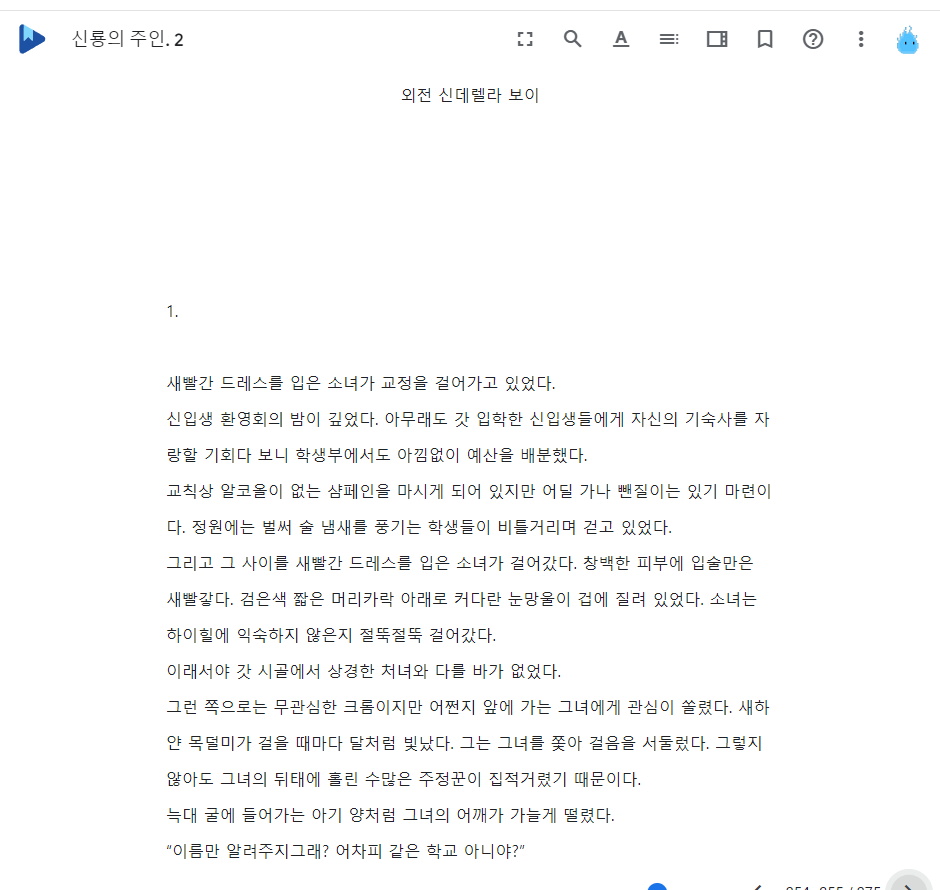 신룡의 주인. 2
외전 신데렐라 보이
1.
새빨간 드레스를 입은 소녀가 교정을 걸어가고 있었다.
신입생 환영회의 밤이 깊었다. 아무래도 갓 입학한 신입생들에게 자신의 기숙사를 자
랑할 기회다 보니 학생부에서도 아낌없이 예산을 배분했다.
교칙상 알코올이 없는 샴페인을 마시게 되어 있지만 어딜 가나 뺀질이는 있기 마련이
다. 정원에는 벌써 술 냄새를 풍기는 학생들이 비틀거리며 걷고 있었다.
그리고 그 사이를 새빨간 드레스를 입은 소녀가 걸어갔다. 창백한 피부에 입술만은
새빨갛다. 검은색 짧은 머리카락 아래로 커다란 눈망울이 겁에 질려 있었다. 소녀는
하이힐에 익숙하지 않은지 절뚝절뚝 걸어갔다.
이래서야 갓 시골에서 상경한 처녀와 다를 바가 없었다.
그런 쪽으로는 무관심한 크롬이지만 어쩐지 앞에 가는 그녀에게 관심이 쏠렸다. 새하
얀 목덜미가 걸을 때마다 달처럼 빛났다. 그는 그녀를 쫓아 걸음을 서둘렀다. 그렇지
않아도 그녀의 뒤태에 홀린 수많은 주정꾼이 집적거렸기 때문이다.
늑대 굴에 들어가는 아기 양처럼 그녀의 어깨가 가늘게 떨렸다.
“이름만 알려주지그래? 어차피 같은 학교 아니야?”